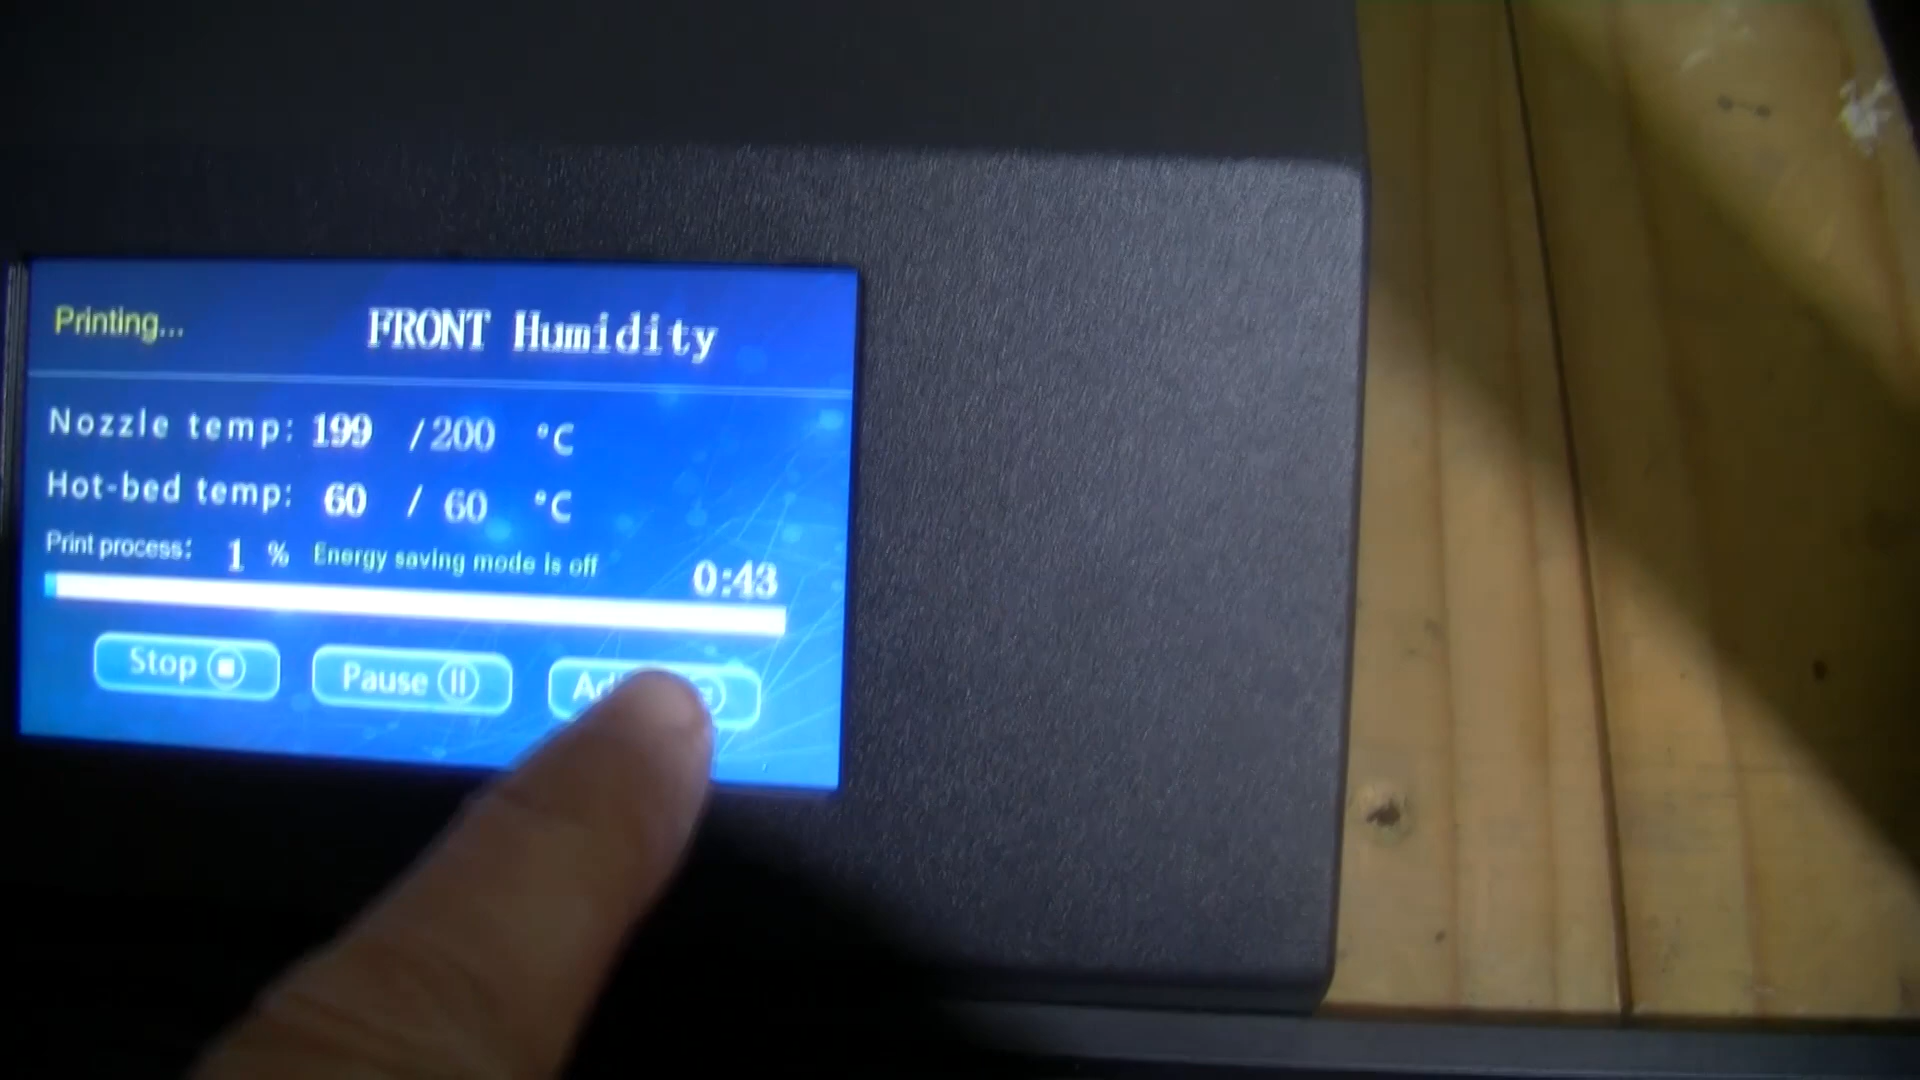 Printing...
FRONT Humidity
Nozzle temp: 199 / 200 °C
Hot-bed temp: 60 / 60 °C
Print process: 1 % Energy saving mode is off
0:43
Stop
Pause